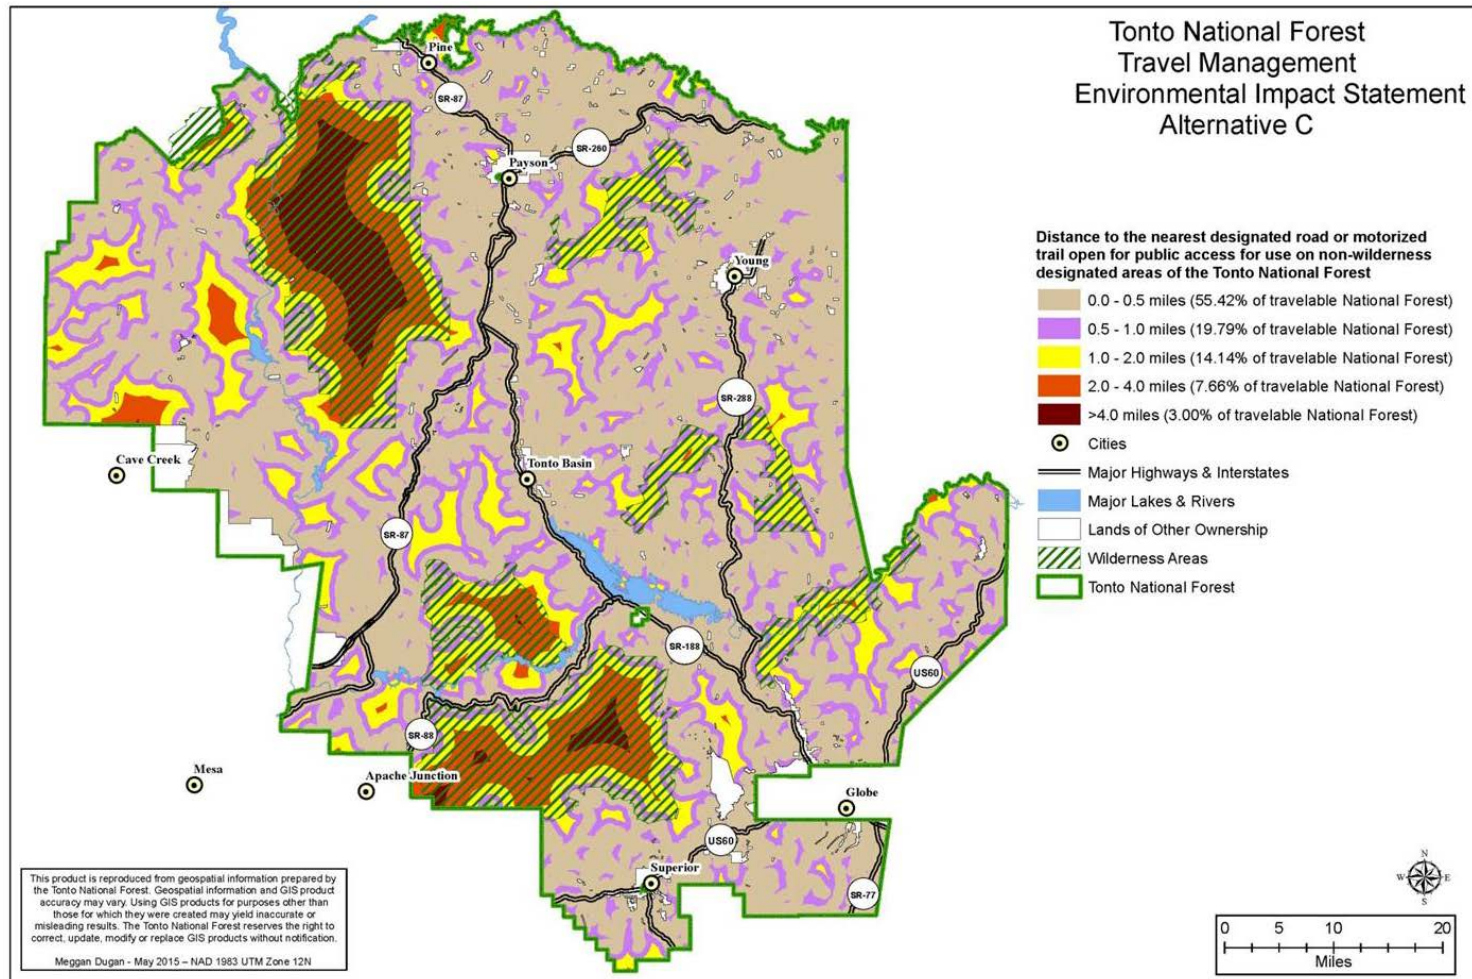 Tonto National Forest
Travel Management
Environmental Impact Statement
Alternative C
Distance to the nearest designated road or motorized
trail open for public access for use on non-wilderness
designated areas of the Tonto National Forest
0.0 - 0.5 miles (55.42% of travelable National Forest)
0.5 - 1.0 miles (19.79% of travelable National Forest)
1.0 - 2.0 miles (14.14% of travelable National Forest)
2.0 - 4.0 miles (7.66% of travelable National Forest)
>4.0 miles (3.00% of travelable National Forest)
Cities
Major Highways & Interstates
Major Lakes & Rivers
Lands of Other Ownership
Wilderness Areas
Tonto National Forest
Pine
SR-87
SR-260
Payson
Young
SR-288
Cave Creek
Tonto Basin
SR-87
SR-188
US60
SR-88
Mesa
Apache Junction
Globe
US60
Superior
SR-77
This product is reproduced from geospatial information prepared by
the Tonto National Forest. Geospatial information and GIS product
accuracy may vary. Using GIS products for purposes other than
those for which they were created may yield inaccurate or
misleading results. The Tonto National Forest reserves the right to
correct, update, modify or replace GIS products without notification.
Meggan Dugan - May 2015 – NAD 1983 UTM Zone 12N
N
W E
S
0 5 10 20
Miles